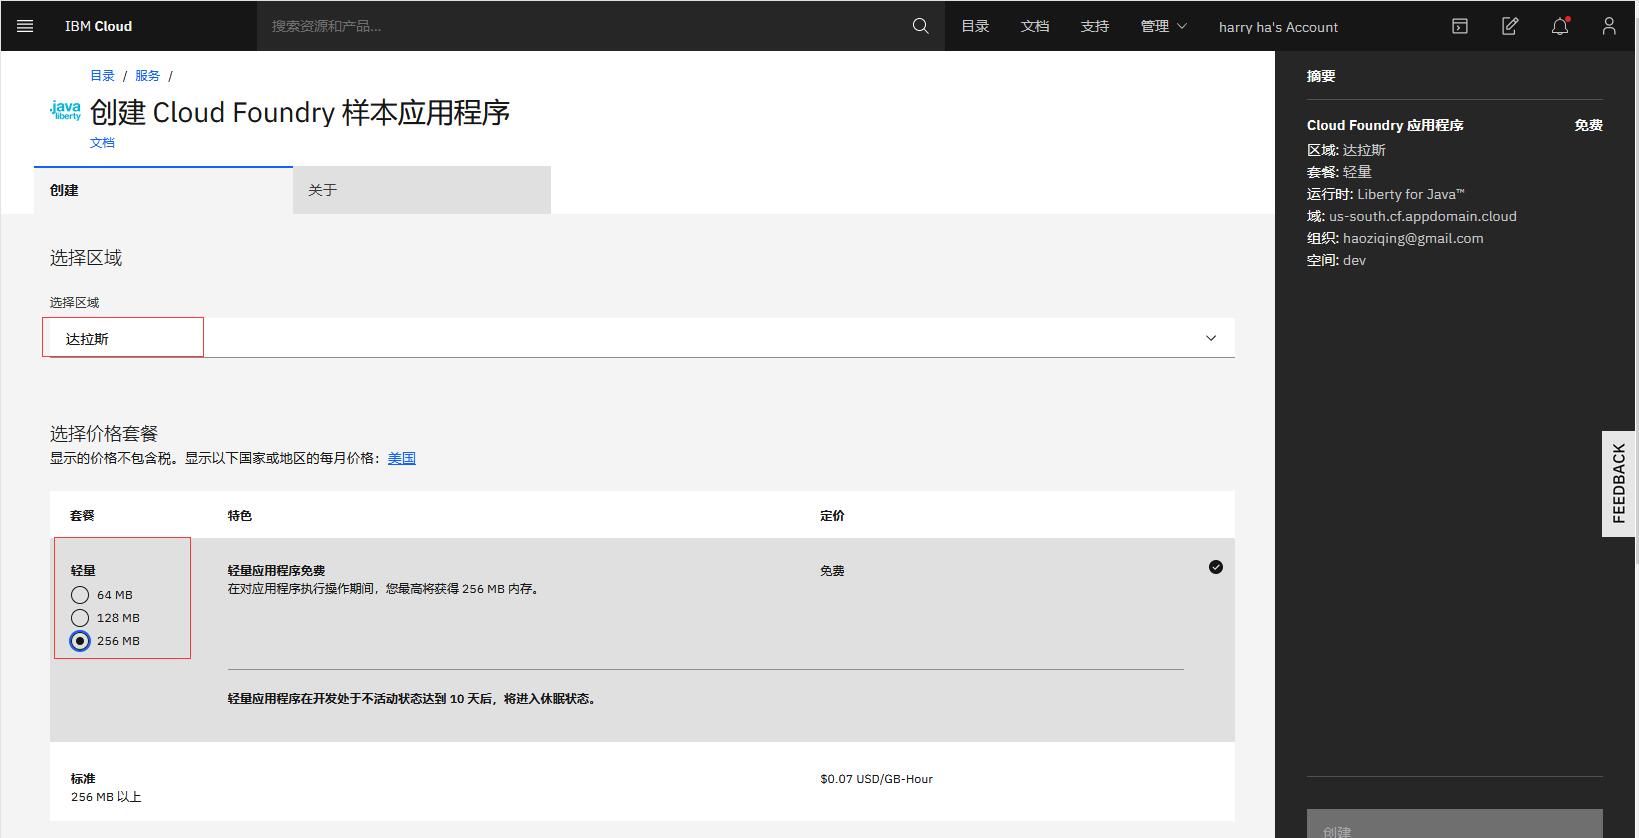 IBM Cloud
搜索资源和产品...
目录
文档
支持
管理
harry ha's Account
目录 / 服务 /
java
liberty
创建 Cloud Foundry 样本应用程序
文档
创建
关于
选择区域
选择区域
达拉斯
选择价格套餐
显示的价格不包含税。显示以下国家或地区的每月价格：美国
套餐
特色
定价
轻量
64 MB
128 MB
256 MB
轻量应用程序免费
在对应用程序执行操作期间，您最高将获得 256 MB 内存。
免费
轻量应用程序在开发处于不活动状态达到 10 天后，将进入休眠状态。
标准
256 MB 以上
$0.07 USD/GB-Hour
摘要
Cloud Foundry 应用程序 免费
区域: 达拉斯
套餐: 轻量
运行时: Liberty for Java™
域: us-south.cf.appdomain.cloud
组织: haoziqing@gmail.com
空间: dev
FEEDBACK
创建